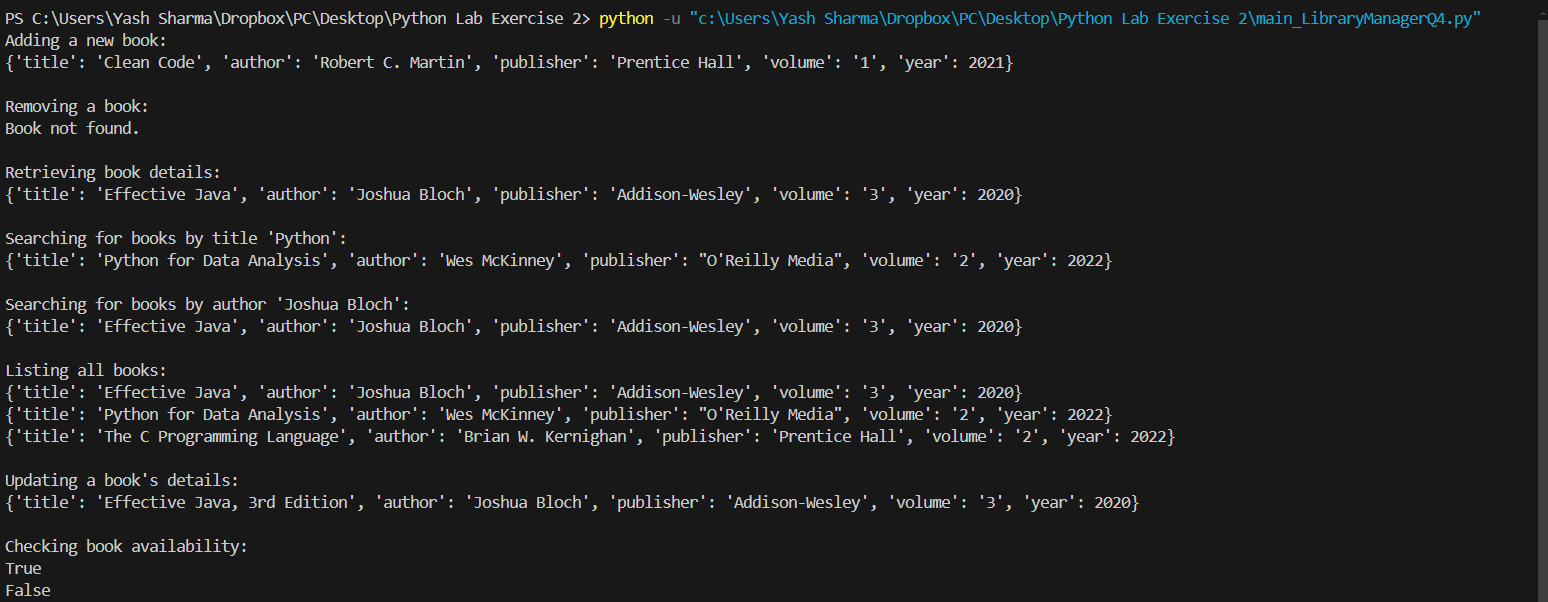 PS C:\Users\Yash Sharma\Dropbox\PC\Desktop\Python Lab Exercise 2> python -u "c:\Users\Yash Sharma\Dropbox\PC\Desktop\Python Lab Exercise 2\main_LibraryManagerQ4.py"
Adding a new book:
{'title': 'Clean Code', 'author': 'Robert C. Martin', 'publisher': 'Prentice Hall', 'volume': '1', 'year': 2021}
Removing a book:
Book not found.
Retrieving book details:
{'title': 'Effective Java', 'author': 'Joshua Bloch', 'publisher': 'Addison-Wesley', 'volume': '3', 'year': 2020}
Searching for books by title 'Python':
{'title': 'Python for Data Analysis', 'author': 'Wes McKinney', 'publisher': "O'Reilly Media", 'volume': '2', 'year': 2022}
Searching for books by author 'Joshua Bloch':
{'title': 'Effective Java', 'author': 'Joshua Bloch', 'publisher': 'Addison-Wesley', 'volume': '3', 'year': 2020}
Listing all books:
{'title': 'Effective Java', 'author': 'Joshua Bloch', 'publisher': 'Addison-Wesley', 'volume': '3', 'year': 2020}
{'title': 'Python for Data Analysis', 'author': 'Wes McKinney', 'publisher': "O'Reilly Media", 'volume': '2', 'year': 2022}
{'title': 'The C Programming Language', 'author': 'Brian W. Kernighan', 'publisher': 'Prentice Hall', 'volume': '2', 'year': 2022}
Updating a book's details:
{'title': 'Effective Java, 3rd Edition', 'author': 'Joshua Bloch', 'publisher': 'Addison-Wesley', 'volume': '3', 'year': 2020}
Checking book availability:
True
False